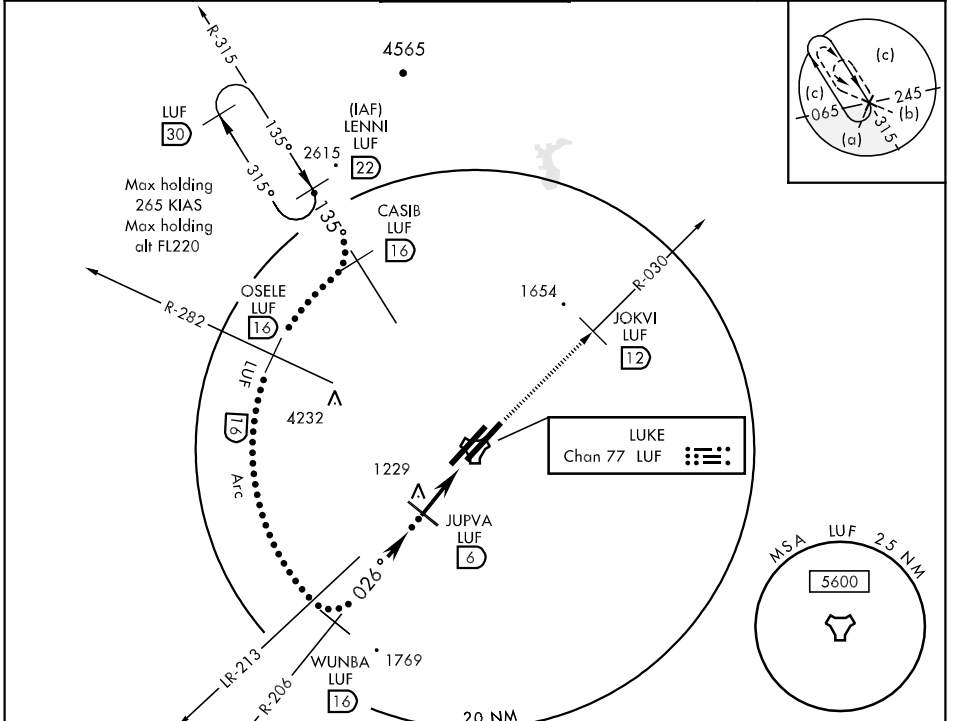 R-315
4565
LUF
30
135°
315°
(IAF)
LENNI
LUF
22
2615
Max holding
265 KIAS
Max holding
alt FL220
135°
CASIB
LUF
16
R-282
OSELE
LUF
16
LUF
16
Arc
4232
1654
R-030
JOKVI
LUF
12
LUKE
Chan 77 LUF
1229
JUPVA
LUF
6
026°
LR-213
R-206
WUNBA
LUF
16
1769
20 NM
(c)
(c)
065
245
(b)
(a)
315
MSA LUF 25 NM
5600